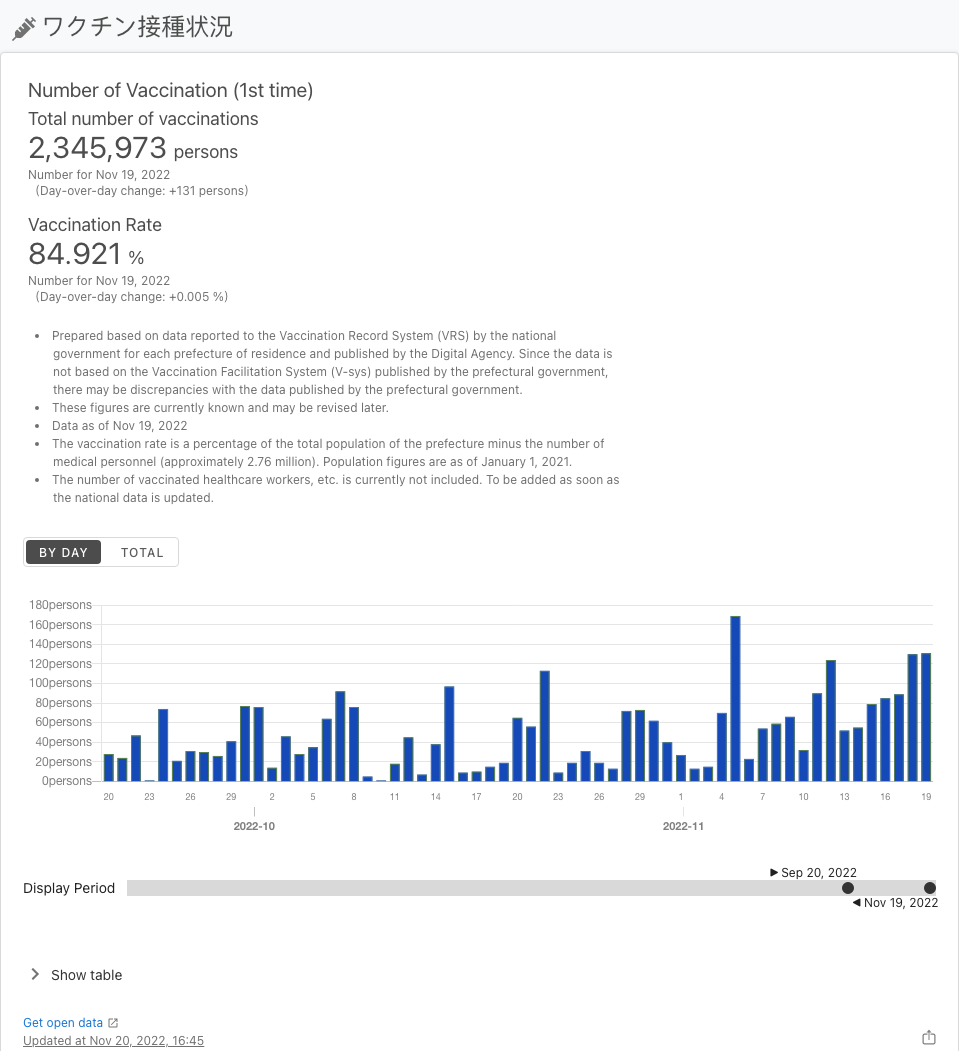 ワクチン接種状況
Number of Vaccination (1st time)
Total number of vaccinations
2,345,973 persons
Number for Nov 19, 2022
(Day-over-day change: +131 persons)
Vaccination Rate
84.921 %
Number for Nov 19, 2022
(Day-over-day change: +0.005 %)
• Prepared based on data reported to the Vaccination Record System (VRS) by the national
government for each prefecture of residence and published by the Digital Agency. Since the data is
not based on the Vaccination Facilitation System (V-sys) published by the prefectural government,
there may be discrepancies with the data published by the prefectural government.
• These figures are currently known and may be revised later.
• Data as of Nov 19, 2022
• The vaccination rate is a percentage of the total population of the prefecture minus the number of
medical personnel (approximately 2.76 million). Population figures are as of January 1, 2021.
• The number of vaccinated healthcare workers, etc. is currently not included. To be added as soon as
the national data is updated.
BY DAY TOTAL
180persons
160persons
140persons
120persons
100persons
80persons
60persons
40persons
20persons
0persons
20 23 26 29 2 5 8 11 14 17 20 23 26 29 1 4 7 10 13 16 19
2022-10 2022-11
Sep 20, 2022
Display Period
Nov 19, 2022
Show table
Get open data
Updated at Nov 20, 2022, 16:45